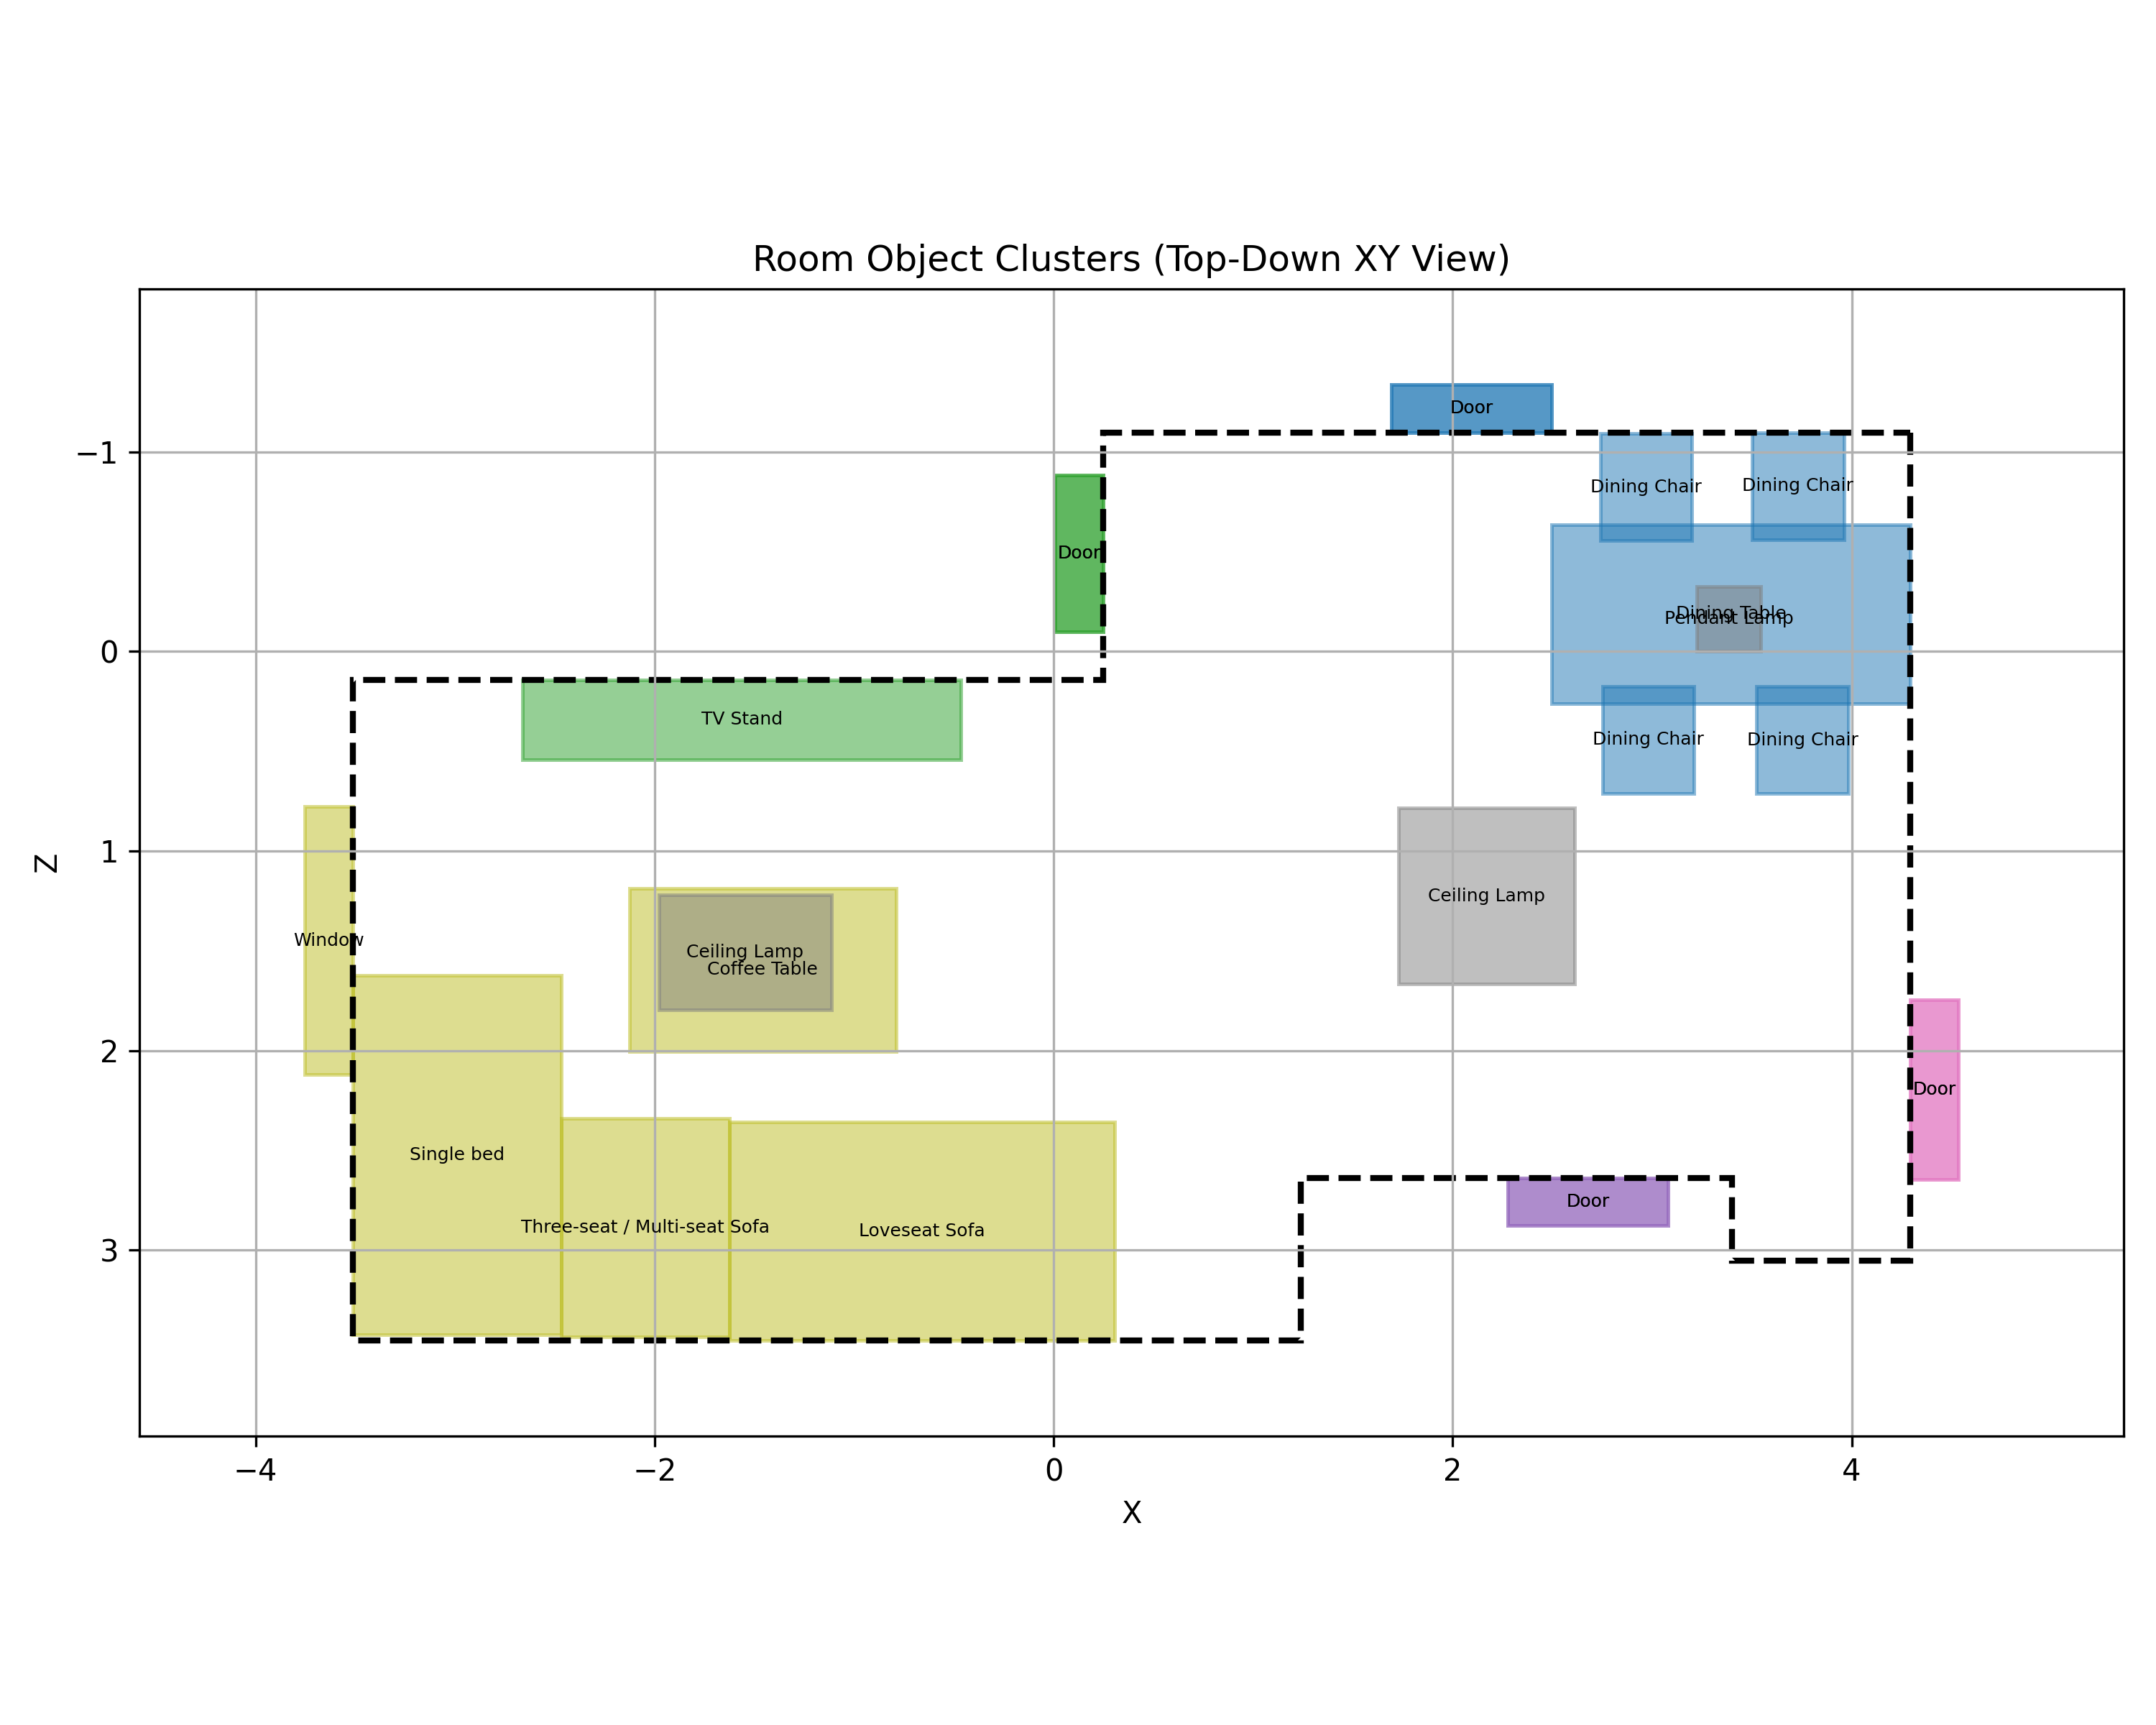 Room Object Clusters (Top-Down XY View)
Door
−1
Dining Chair
Dining Chair
Door
Dining Table
Pendant Lamp
0
TV Stand
Dining Chair
Dining Chair
1
Z
Ceiling Lamp
Window
Ceiling Lamp
Coffee Table
2
Door
Single bed
Door
Three-seat / Multi-seat Sofa
Loveseat Sofa
3
−4
−2
0
2
4
X